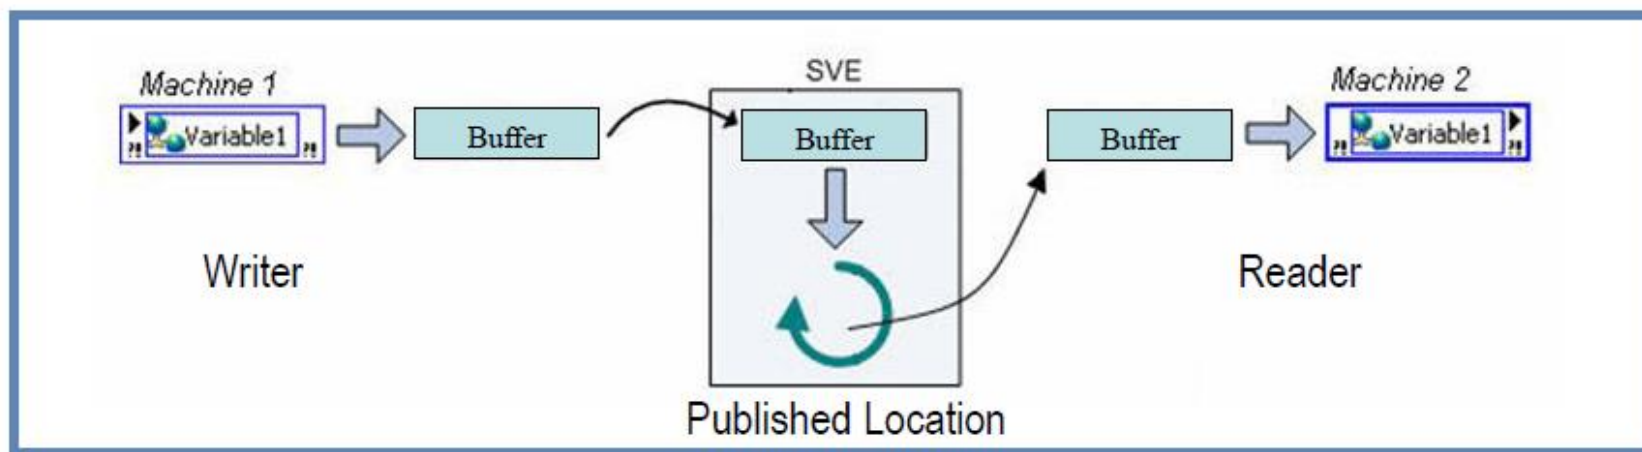 SVE
Machine 1
Machine 2
Variable1
Buffer
Buffer
Buffer
Variable1
Writer
Reader
Published Location